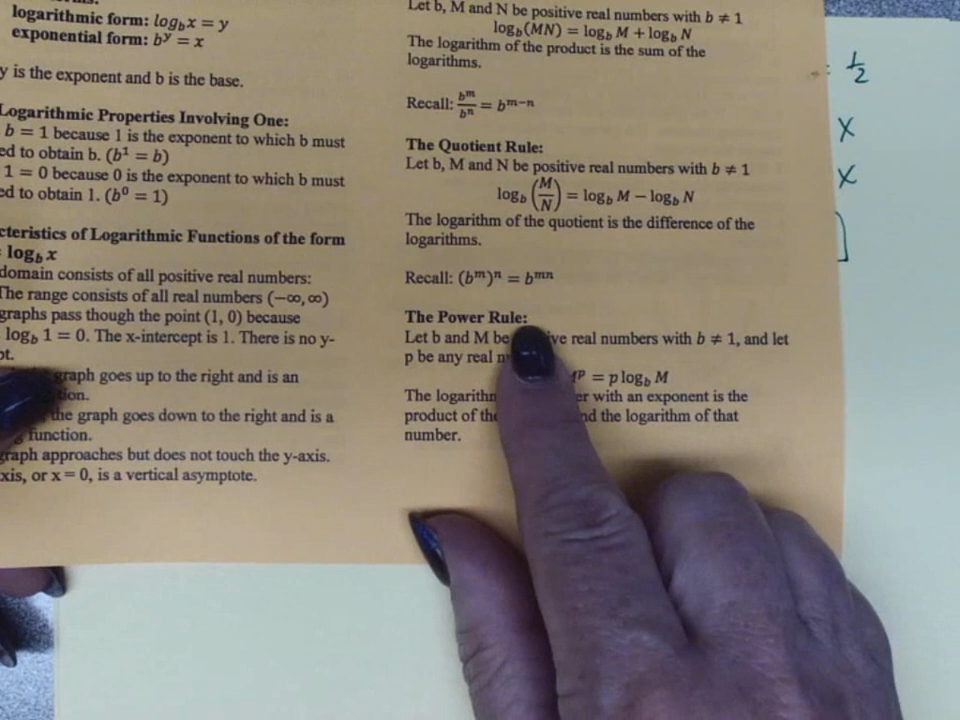 logarithmic form: log_b x = y
exponential form: b^y = x
y is the exponent and b is the base.
Logarithmic Properties Involving One:
b = 1 because 1 is the exponent to which b must
ed to obtain b. (b^1 = b)
1 = 0 because 0 is the exponent to which b must
ed to obtain 1. (b^0 = 1)
cteristics of Logarithmic Functions of the form
log_b x
domain consists of all positive real numbers:
The range consists of all real numbers (−∞, ∞)
graphs pass though the point (1, 0) because
log_b 1 = 0. The x-intercept is 1. There is no y-
pt.
graph goes up to the right and is an
tion.
the graph goes down to the right and is a
function.
graph approaches but does not touch the y-axis.
xis, or x = 0, is a vertical asymptote.
Let b, M and N be positive real numbers with b ≠ 1
log_b(MN) = log_b M + log_b N
The logarithm of the product is the sum of the
logarithms.
Recall: b^m/b^n = b^{m−n}
The Quotient Rule:
Let b, M and N be positive real numbers with b ≠ 1
log_b (M/N) = log_b M − log_b N
The logarithm of the quotient is the difference of the
logarithms.
Recall: (b^m)^n = b^{mn}
The Power Rule:
Let b and M be ve real numbers with b ≠ 1, and let
p be any real n
M^p = p log_b M
The logarithm er with an exponent is the
product of the nd the logarithm of that
number.
= 1/2
x
x
]